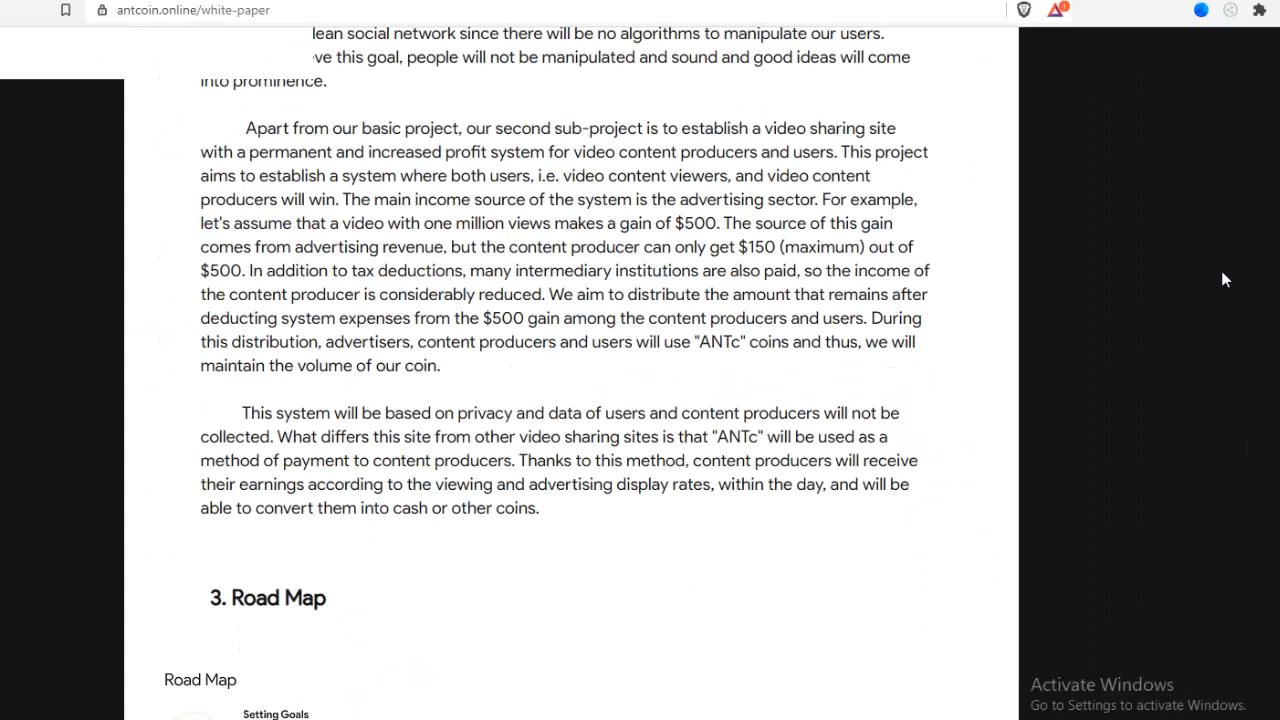 antcoin.online/white-paper
1
lean social network since there will be no algorithms to manipulate our users.
ve this goal, people will not be manipulated and sound and good ideas will come
into prominence.
Apart from our basic project, our second sub-project is to establish a video sharing site
with a permanent and increased profit system for video content producers and users. This project
aims to establish a system where both users, i.e. video content viewers, and video content
producers will win. The main income source of the system is the advertising sector. For example,
let's assume that a video with one million views makes a gain of $500. The source of this gain
comes from advertising revenue, but the content producer can only get $150 (maximum) out of
$500. In addition to tax deductions, many intermediary institutions are also paid, so the income of
the content producer is considerably reduced. We aim to distribute the amount that remains after
deducting system expenses from the $500 gain among the content producers and users. During
this distribution, advertisers, content producers and users will use "ANTc" coins and thus, we will
maintain the volume of our coin.
This system will be based on privacy and data of users and content producers will not be
collected. What differs this site from other video sharing sites is that "ANTc" will be used as a
method of payment to content producers. Thanks to this method, content producers will receive
their earnings according to the viewing and advertising display rates, within the day, and will be
able to convert them into cash or other coins.
3. Road Map
Road Map
Setting Goals
Activate Windows
Go to Settings to activate Windows.